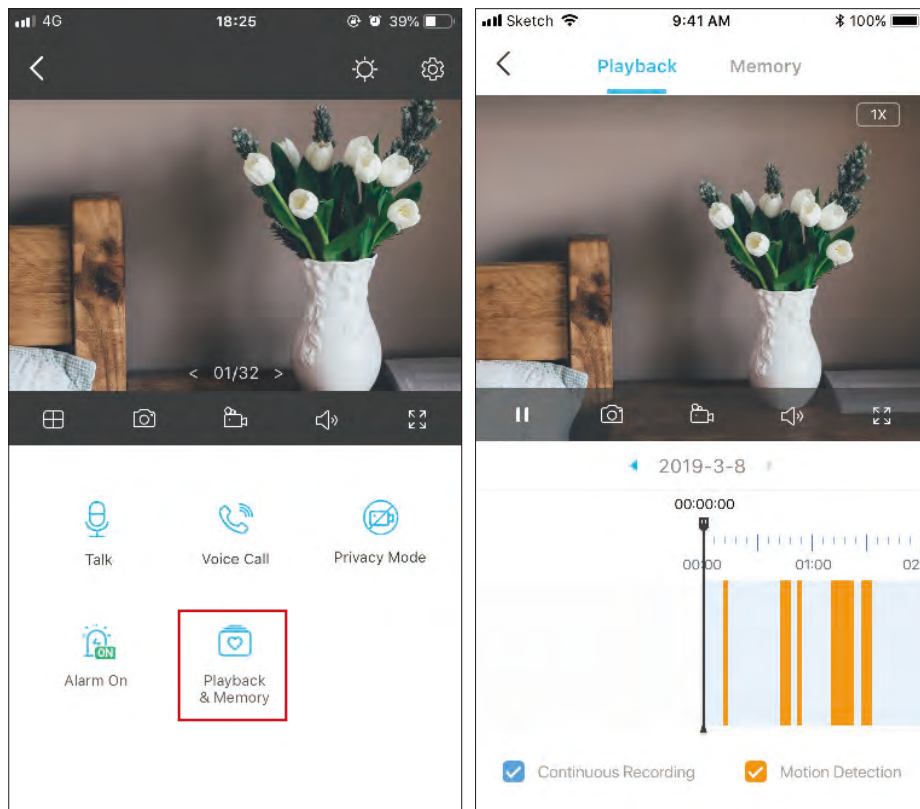 4G
18:25
39%
< 01/32 >
Talk
Voice Call
Privacy Mode
ON
Alarm On
Playback
& Memory
Sketch
9:41 AM
100%
Playback
Memory
1X
2019-3-8
00:00:00
00:00
01:00
02
Continuous Recording
Motion Detection